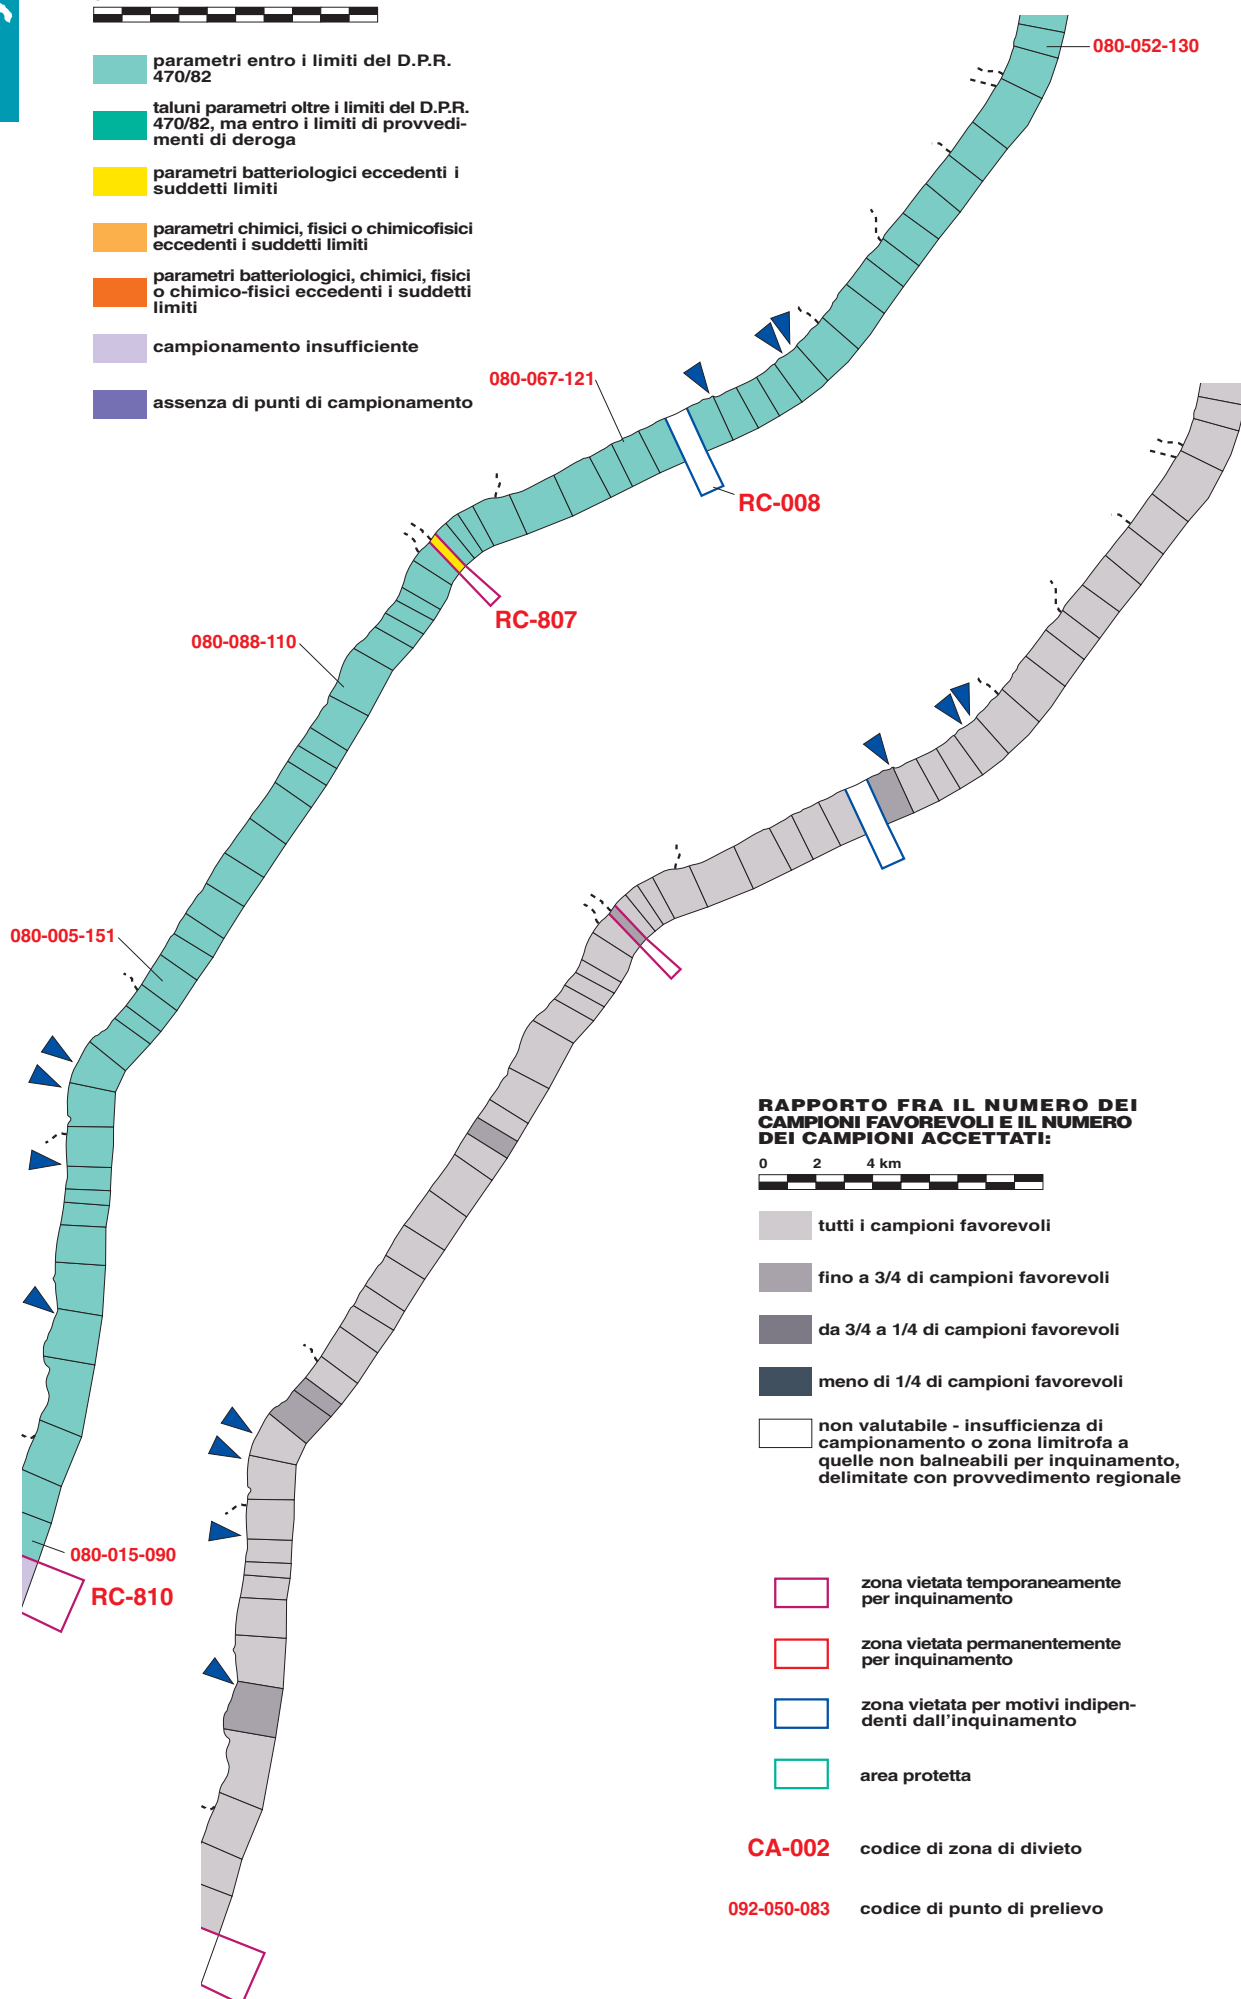 parametri entro i limiti del D.P.R.
470/82
taluni parametri oltre i limiti del D.P.R.
470/82, ma entro i limiti di provvedi-
menti di deroga
parametri batteriologici eccedenti i
suddetti limiti
parametri chimici, fisici o chimicofisici
eccedenti i suddetti limiti
parametri batteriologici, chimici, fisici
o chimico-fisici eccedenti i suddetti
limiti
campionamento insufficiente
assenza di punti di campionamento
080-052-130
080-067-121
RC-008
RC-807
080-088-110
080-005-151
080-015-090
RC-810
RAPPORTO FRA IL NUMERO DEI
CAMPIONI FAVOREVOLI E IL NUMERO
DEI CAMPIONI ACCETTATI:
0 2 4 km
tutti i campioni favorevoli
fino a 3/4 di campioni favorevoli
da 3/4 a 1/4 di campioni favorevoli
meno di 1/4 di campioni favorevoli
non valutabile - insufficienza di
campionamento o zona limitrofa a
quelle non balneabili per inquinamento,
delimitate con provvedimento regionale
zona vietata temporaneamente
per inquinamento
zona vietata permanentemente
per inquinamento
zona vietata per motivi indipen-
denti dall'inquinamento
area protetta
CA-002 codice di zona di divieto
092-050-083 codice di punto di prelievo